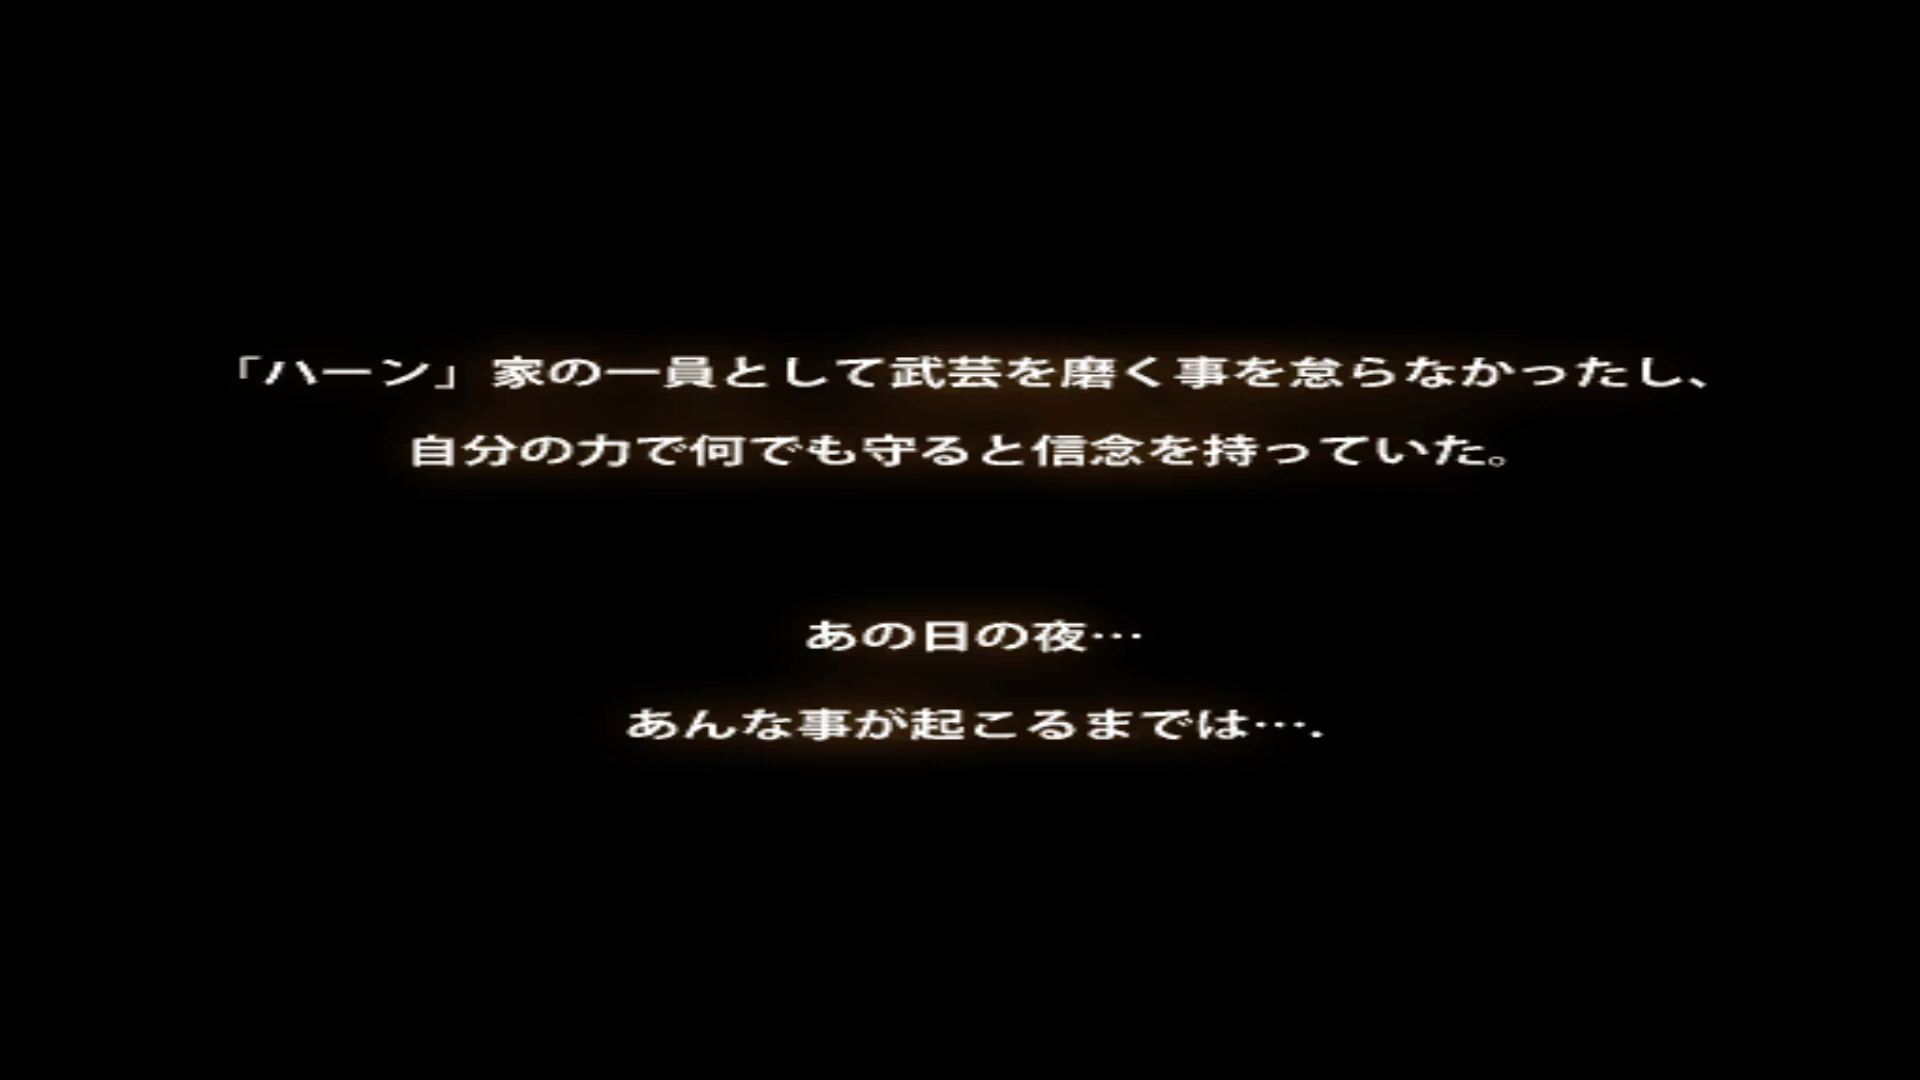 「ハーン」家の一員として武芸を磨く事を怠らなかったし、
自分の力で何でも守ると信念を持っていた。
あの日の夜…
あんな事が起こるまでは….